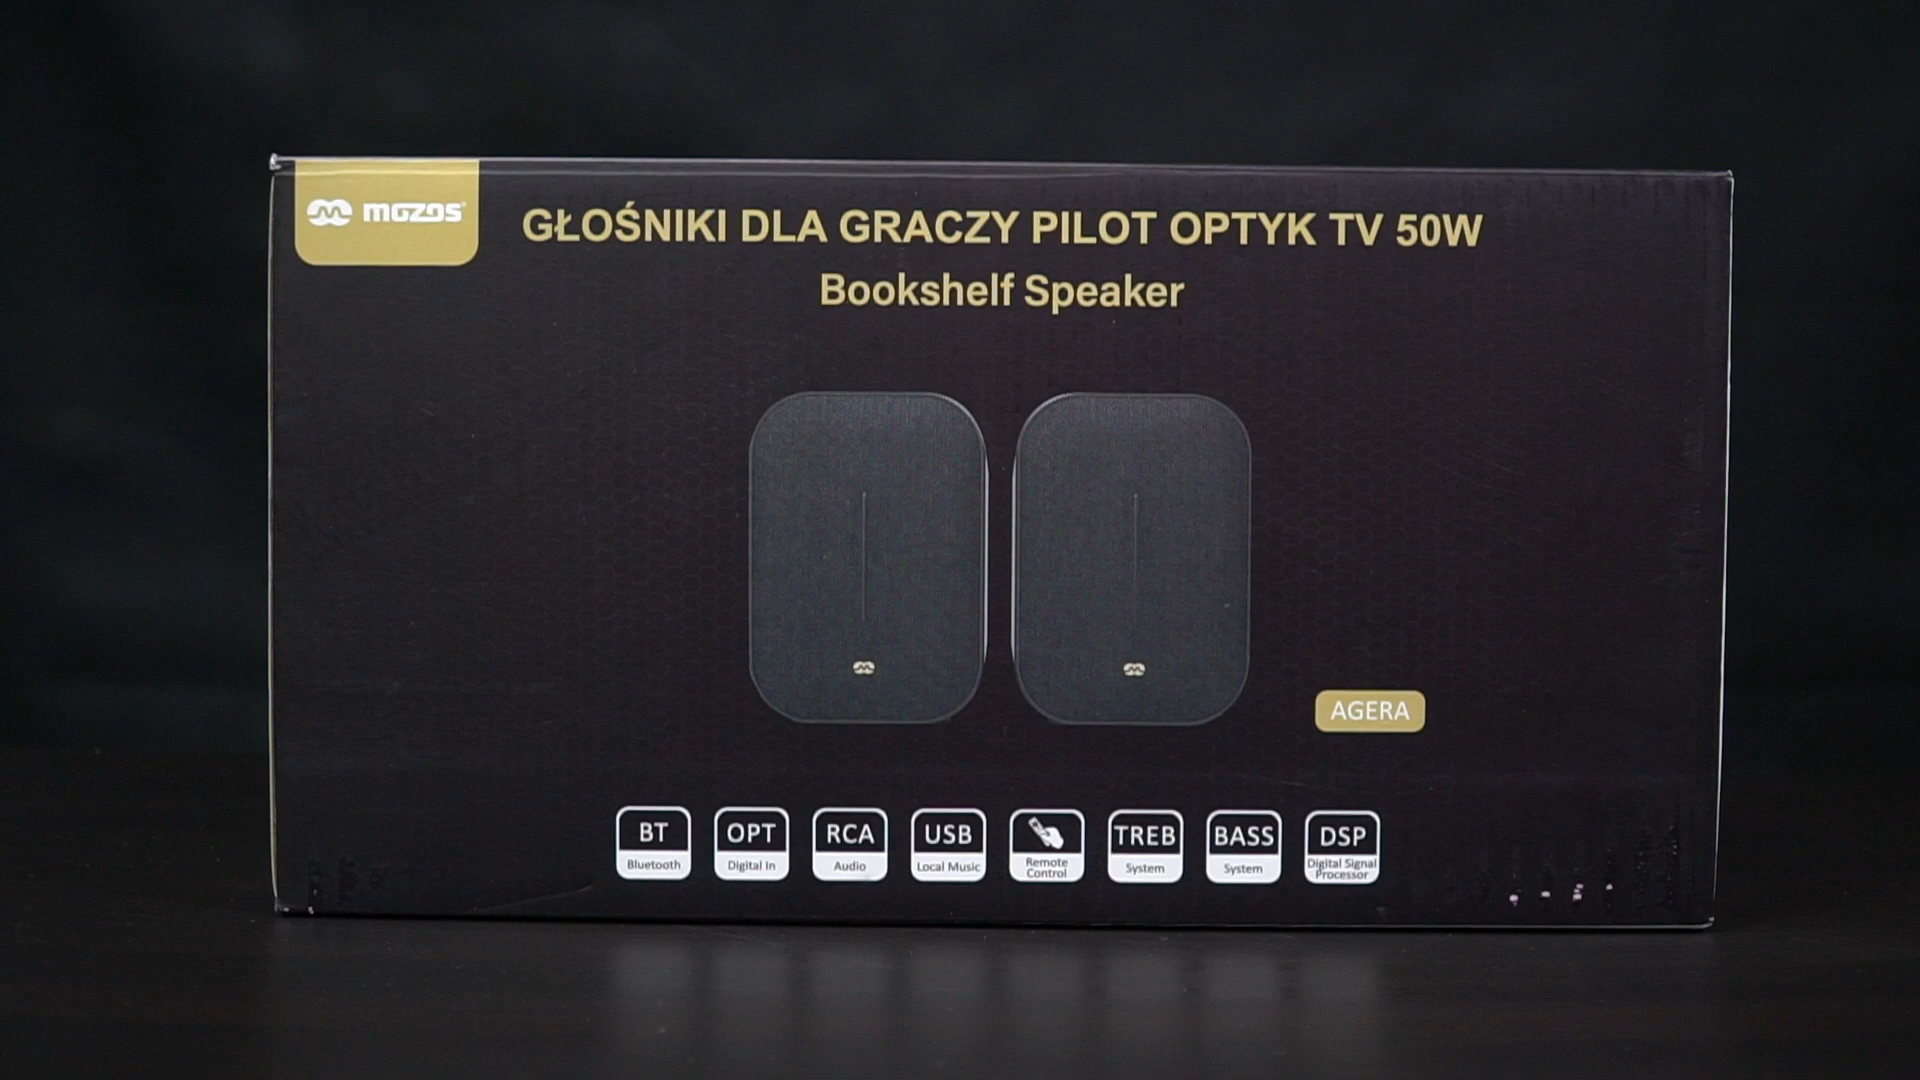 mozos
GŁOŚNIKI DLA GRACZY PILOT OPTYK TV 50W
Bookshelf Speaker
AGERA
BT
Bluetooth
OPT
Digital In
RCA
Audio
USB
Local Music
Remote
Control
TREB
System
BASS
System
DSP
Digital Signal
Processor